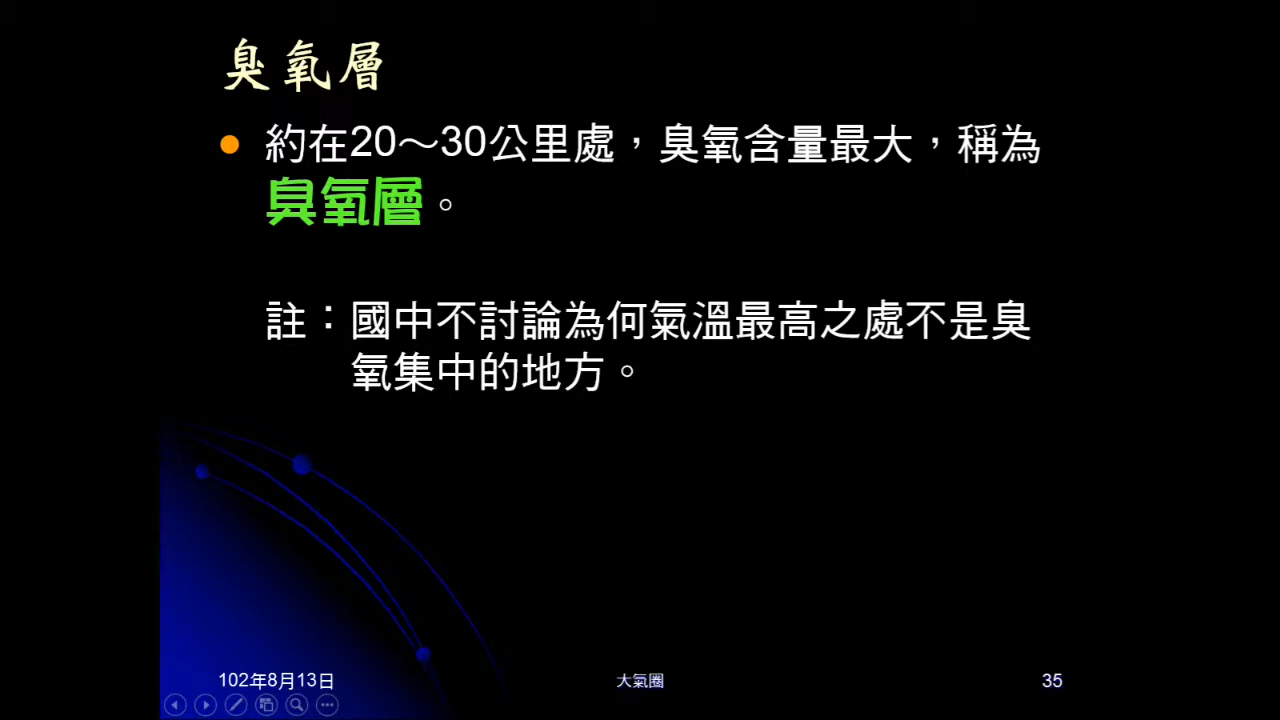 臭氧層
約在20～30公里處，臭氧含量最大，稱為
臭氧層。
註：國中不討論為何氣溫最高之處不是臭
氧集中的地方。
102年8月13日
大氣圈
35